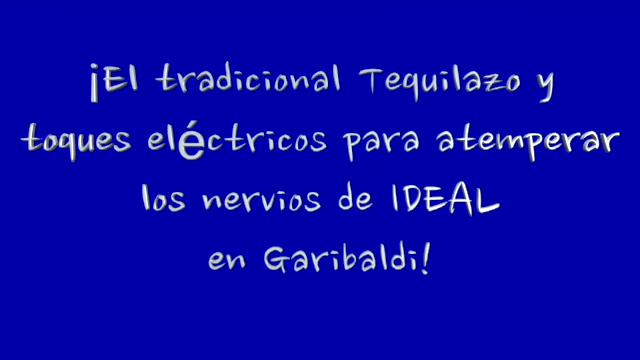 ¡El tradicional Tequilazo y
toques eléctricos para atemperar
los nervios de IDEAL
en Garibaldi!